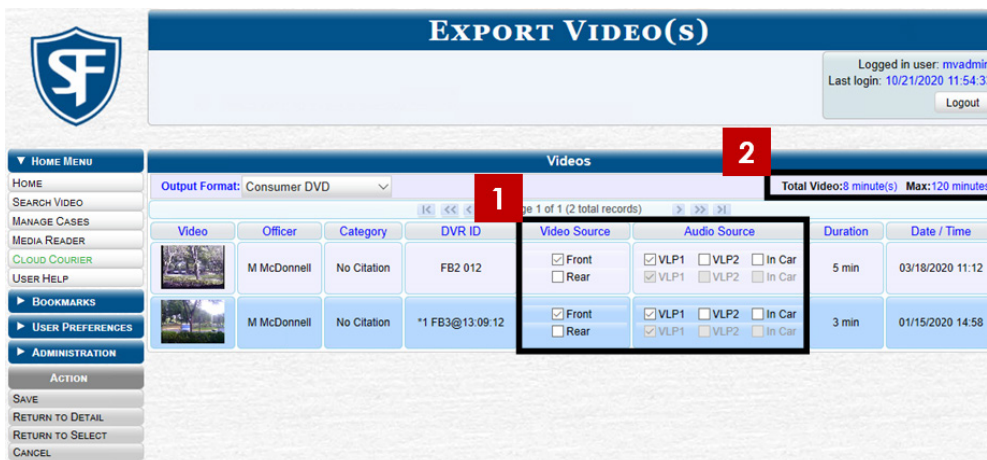 EXPORT VIDEO(S)
SF
Logged in user: mvadmin
Last login: 10/21/2020 11:54:3
Logout
▼ HOME MENU
HOME
SEARCH VIDEO
MANAGE CASES
MEDIA READER
CLOUD COURIER
USER HELP
► BOOKMARKS
► USER PREFERENCES
► ADMINISTRATION
ACTION
SAVE
RETURN TO DETAIL
RETURN TO SELECT
CANCEL
Videos
2
Output Format: Consumer DVD
1
Total Video:8 minute(s) Max:120 minutes
1 of 1 (2 total records)
Video Officer Category DVR ID Video Source Audio Source Duration Date / Time
M McDonnell No Citation FB2 012 Front VLP1 VLP2 In Car 5 min 03/18/2020 11:12
Rear VLP1 VLP2 In Car
M McDonnell No Citation *1 FB3@13:09:12 Front VLP1 VLP2 In Car 3 min 01/15/2020 14:58
Rear VLP1 VLP2 In Car